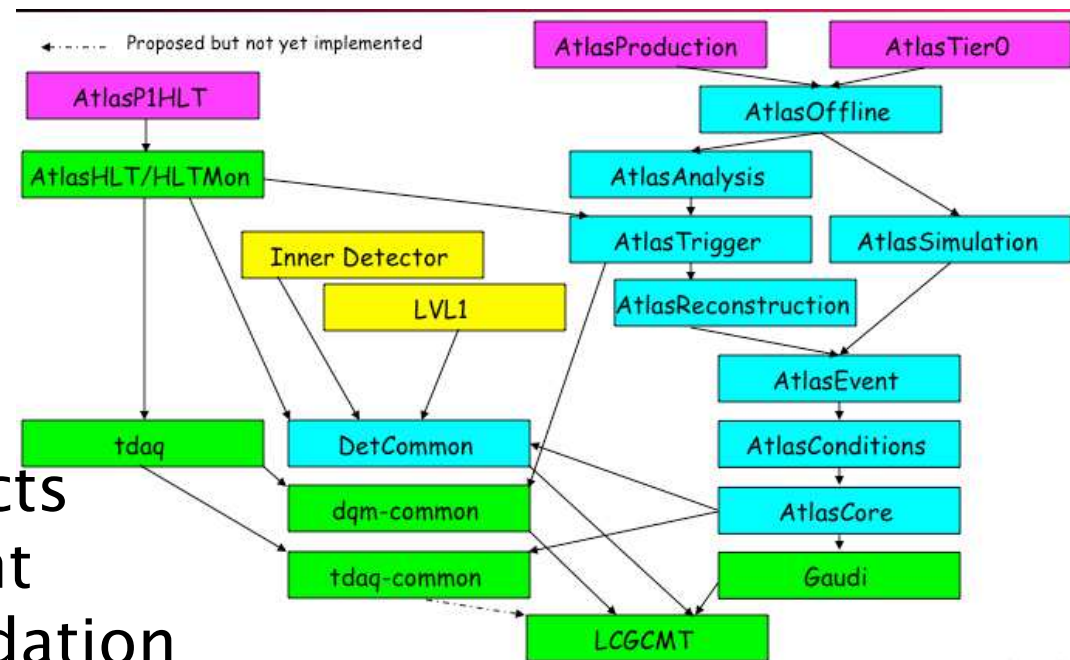 Proposed but not yet implemented
AtlasProduction
AtlasTier0
AtlasP1HLT
AtlasOffline
AtlasHLT/HLTMon
AtlasAnalysis
Inner Detector
AtlasTrigger
AtlasSimulation
LVL1
AtlasReconstruction
AtlasEvent
tdaq
DetCommon
AtlasConditions
cts
dqm-common
AtlasCore
nt
tdaq-common
Gaudi
dation
LCGCMT